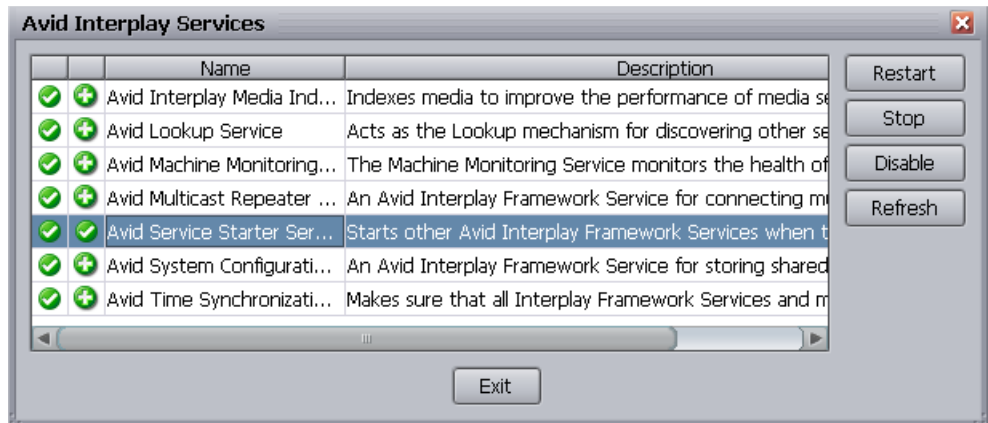 Avid Interplay Services
Name Description
Avid Interplay Media Ind... Indexes media to improve the performance of media se
Avid Lookup Service Acts as the Lookup mechanism for discovering other se
Avid Machine Monitoring... The Machine Monitoring Service monitors the health of
Avid Multicast Repeater ... An Avid Interplay Framework Service for connecting mu
Avid Service Starter Ser... Starts other Avid Interplay Framework Services when t
Avid System Configurati... An Avid Interplay Framework Service for storing shared
Avid Time Synchronizati... Makes sure that all Interplay Framework Services and m
Restart
Stop
Disable
Refresh
Exit